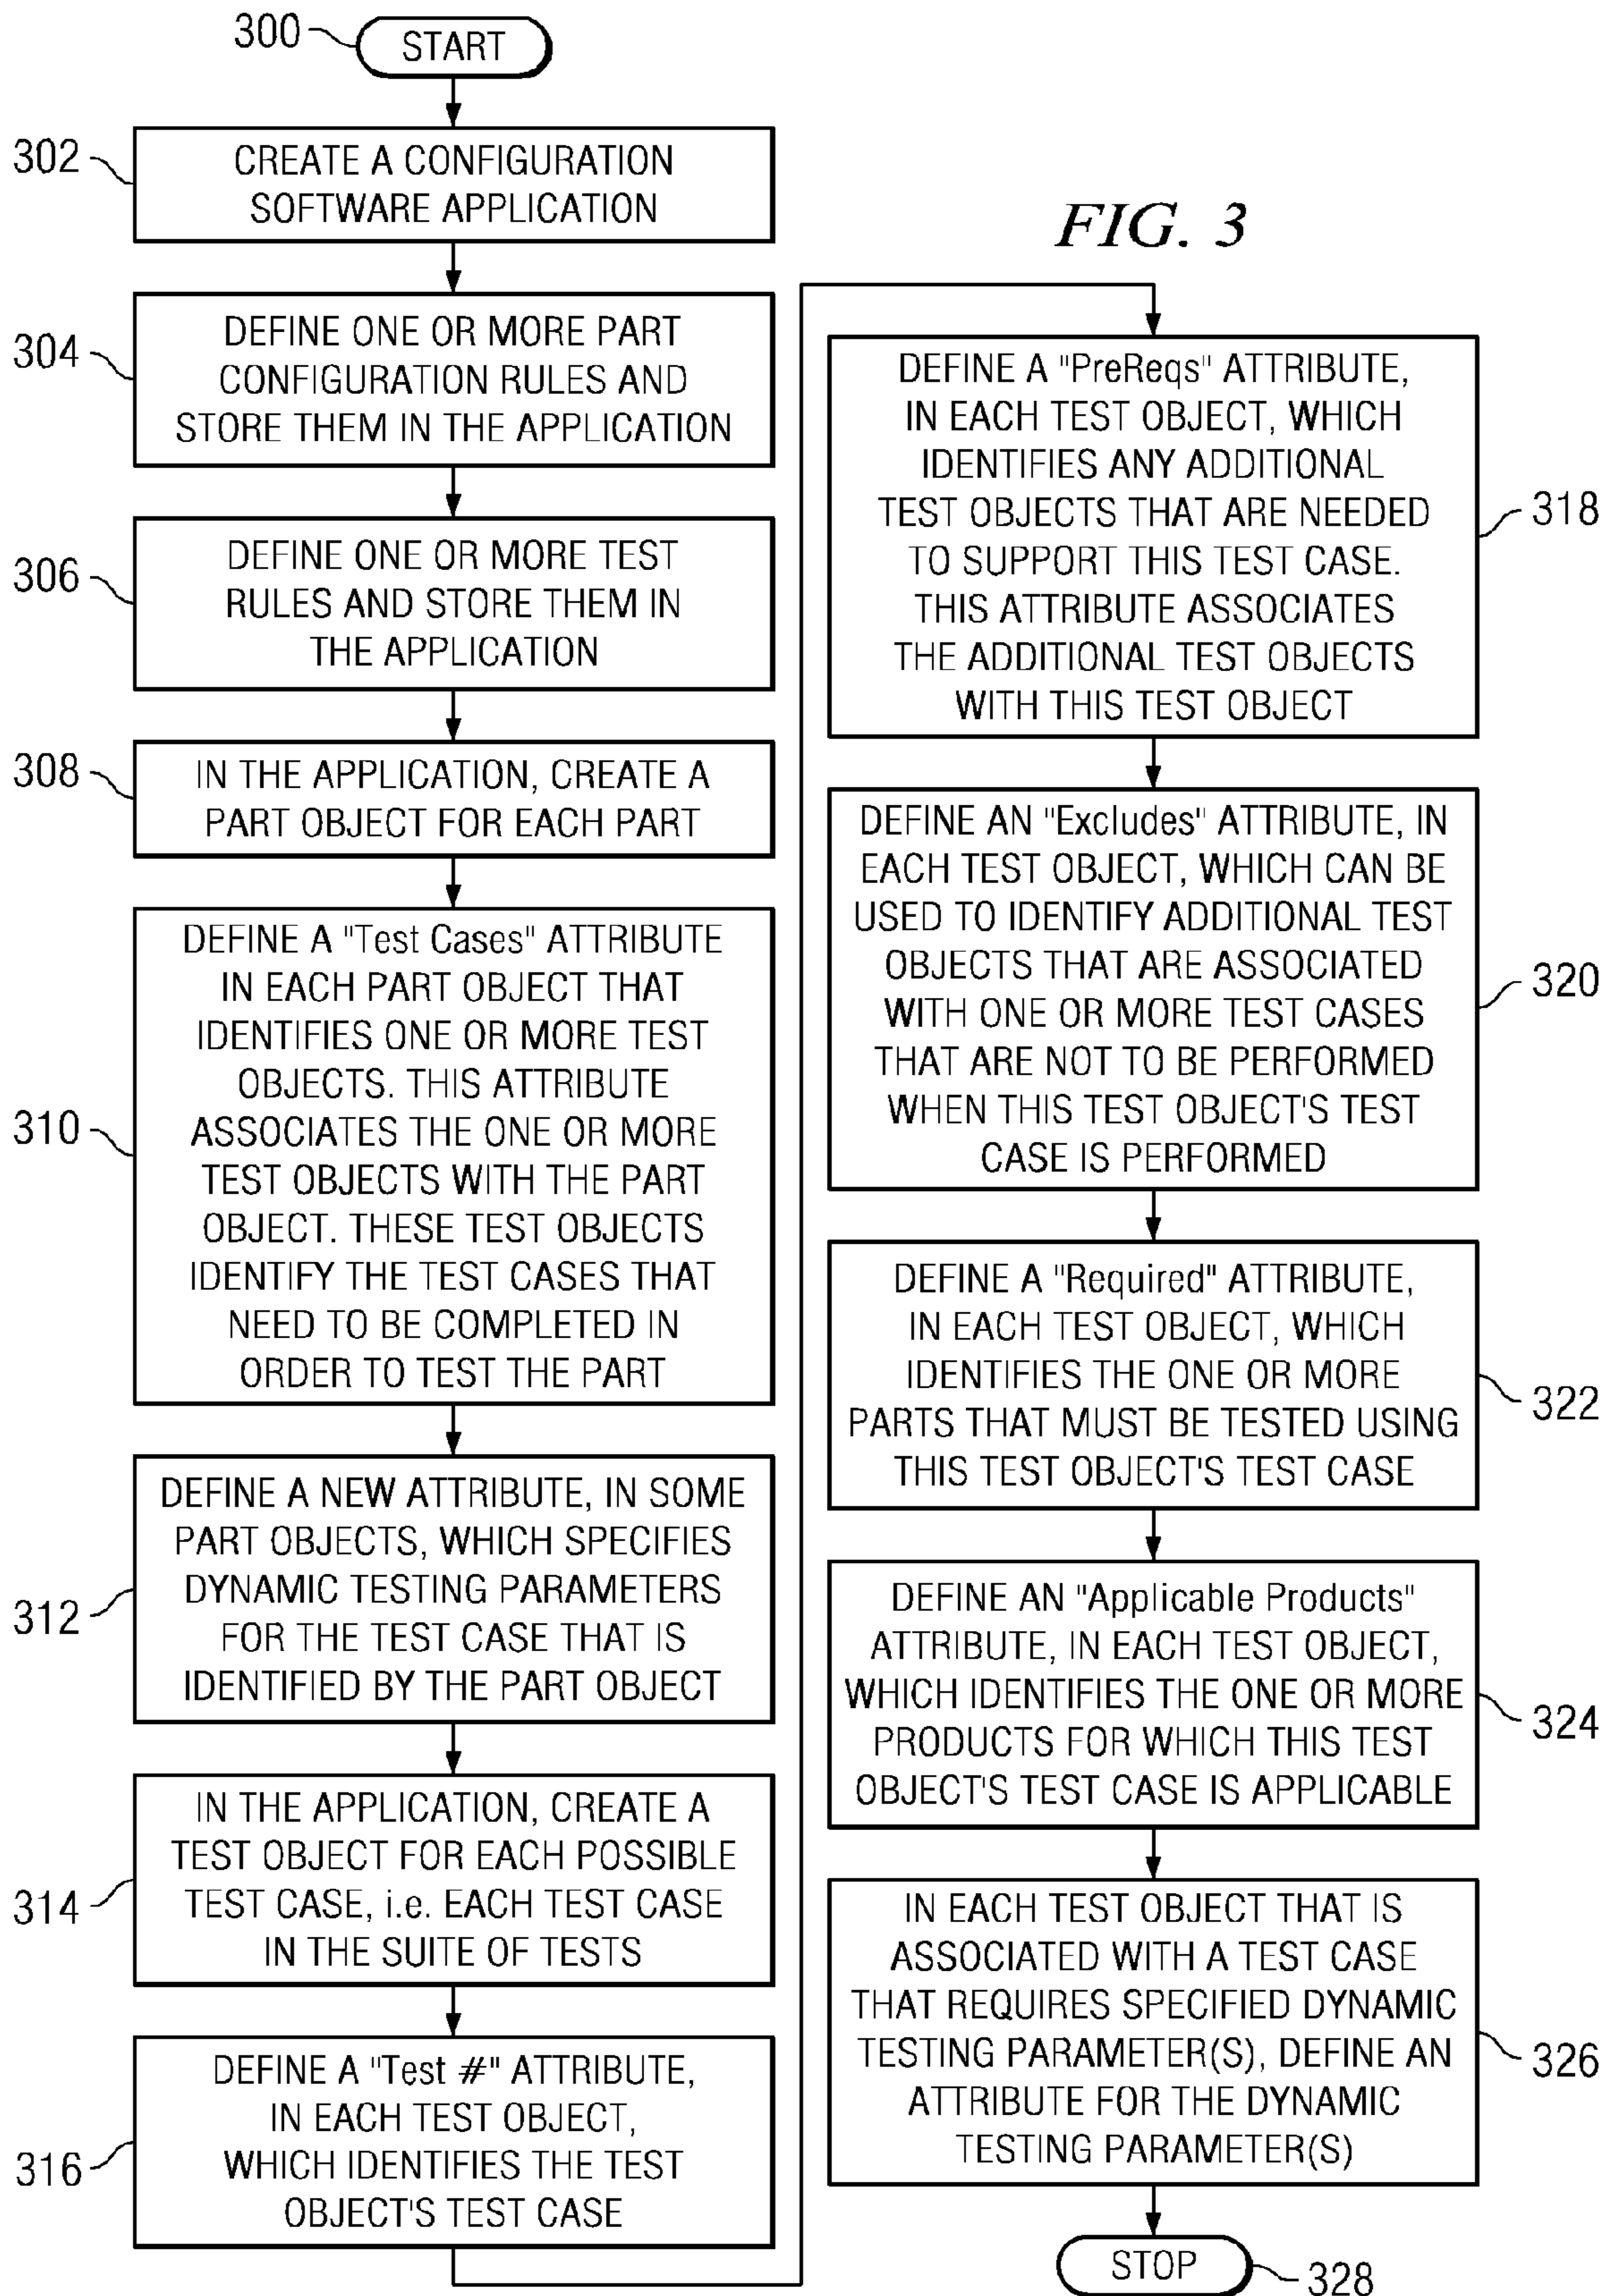 300
START
302
CREATE A CONFIGURATION
SOFTWARE APPLICATION
304
DEFINE ONE OR MORE PART
CONFIGURATION RULES AND
STORE THEM IN THE APPLICATION
306
DEFINE ONE OR MORE TEST
RULES AND STORE THEM IN
THE APPLICATION
308
IN THE APPLICATION, CREATE A
PART OBJECT FOR EACH PART
310
DEFINE A "Test Cases" ATTRIBUTE
IN EACH PART OBJECT THAT
IDENTIFIES ONE OR MORE TEST
OBJECTS. THIS ATTRIBUTE
ASSOCIATES THE ONE OR MORE
TEST OBJECTS WITH THE PART
OBJECT. THESE TEST OBJECTS
IDENTIFY THE TEST CASES THAT
NEED TO BE COMPLETED IN
ORDER TO TEST THE PART
312
DEFINE A NEW ATTRIBUTE, IN SOME
PART OBJECTS, WHICH SPECIFIES
DYNAMIC TESTING PARAMETERS
FOR THE TEST CASE THAT IS
IDENTIFIED BY THE PART OBJECT
314
IN THE APPLICATION, CREATE A
TEST OBJECT FOR EACH POSSIBLE
TEST CASE, i.e. EACH TEST CASE
IN THE SUITE OF TESTS
316
DEFINE A "Test #" ATTRIBUTE,
IN EACH TEST OBJECT,
WHICH IDENTIFIES THE TEST
OBJECT'S TEST CASE
FIG. 3
DEFINE A "PreReqs" ATTRIBUTE,
IN EACH TEST OBJECT, WHICH
IDENTIFIES ANY ADDITIONAL
TEST OBJECTS THAT ARE NEEDED
TO SUPPORT THIS TEST CASE.
THIS ATTRIBUTE ASSOCIATES
THE ADDITIONAL TEST OBJECTS
WITH THIS TEST OBJECT
318
DEFINE AN "Excludes" ATTRIBUTE, IN
EACH TEST OBJECT, WHICH CAN BE
USED TO IDENTIFY ADDITIONAL TEST
OBJECTS THAT ARE ASSOCIATED
WITH ONE OR MORE TEST CASES
THAT ARE NOT TO BE PERFORMED
WHEN THIS TEST OBJECT'S TEST
CASE IS PERFORMED
320
DEFINE A "Required" ATTRIBUTE,
IN EACH TEST OBJECT, WHICH
IDENTIFIES THE ONE OR MORE
PARTS THAT MUST BE TESTED USING
THIS TEST OBJECT'S TEST CASE
322
DEFINE AN "Applicable Products"
ATTRIBUTE, IN EACH TEST OBJECT,
WHICH IDENTIFIES THE ONE OR MORE
PRODUCTS FOR WHICH THIS TEST
OBJECT'S TEST CASE IS APPLICABLE
324
IN EACH TEST OBJECT THAT IS
ASSOCIATED WITH A TEST CASE
THAT REQUIRES SPECIFIED DYNAMIC
TESTING PARAMETER(S), DEFINE AN
ATTRIBUTE FOR THE DYNAMIC
TESTING PARAMETER(S)
326
STOP
328